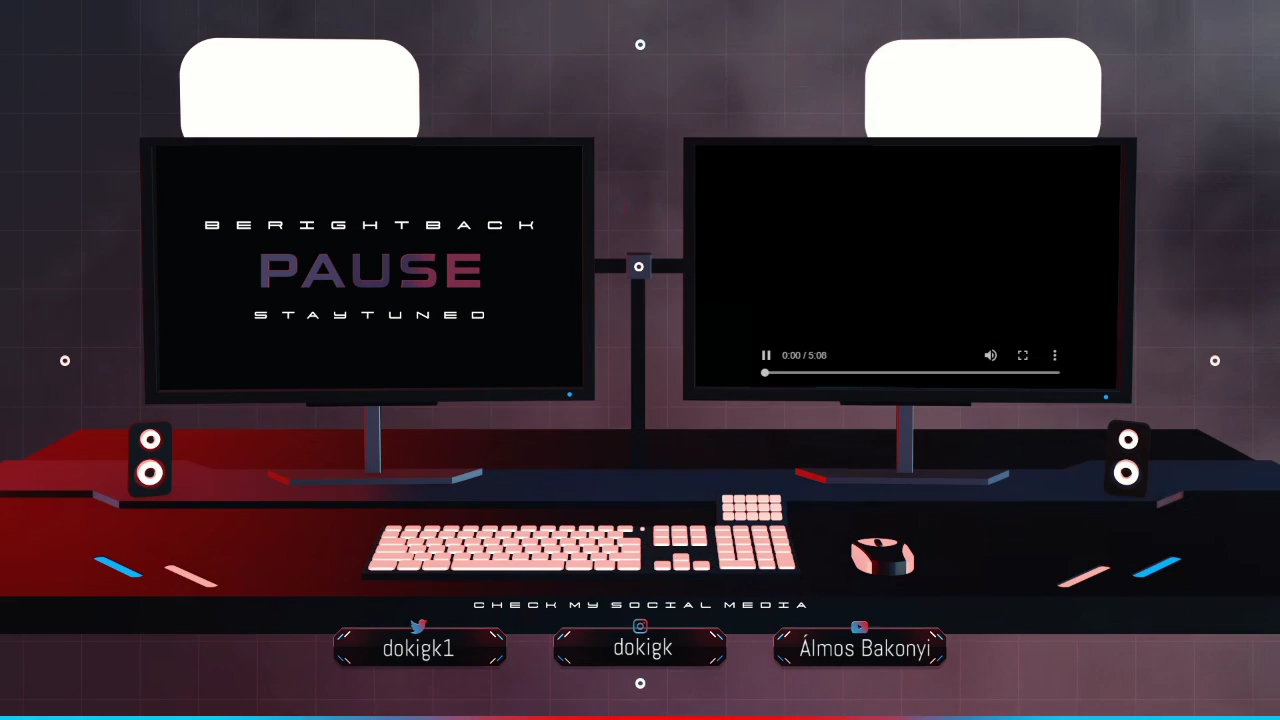 BERIGHTBACK
PAUSE
STAYTUNED
0:00 / 5:08
CHECK MY SOCIAL MEDIA
dokigk1
dokigk
Álmos Bakonyi